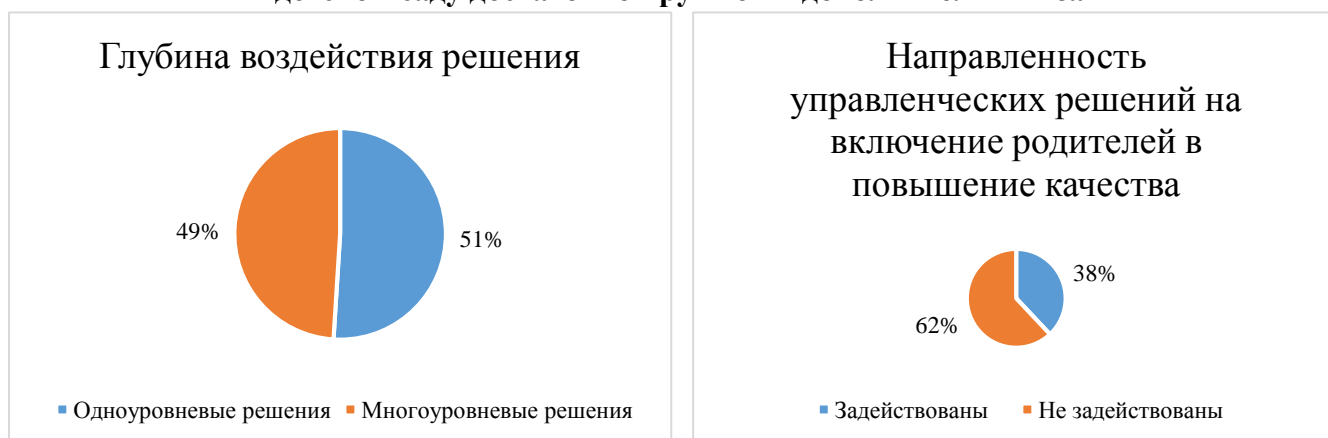 Глубина воздействия решения
49%
51%
Одноуровневые решения
Многоуровневые решения
Направленность
управленческих решений на
включение родителей в
повышение качества
38%
62%
Задействованы
Не задействованы